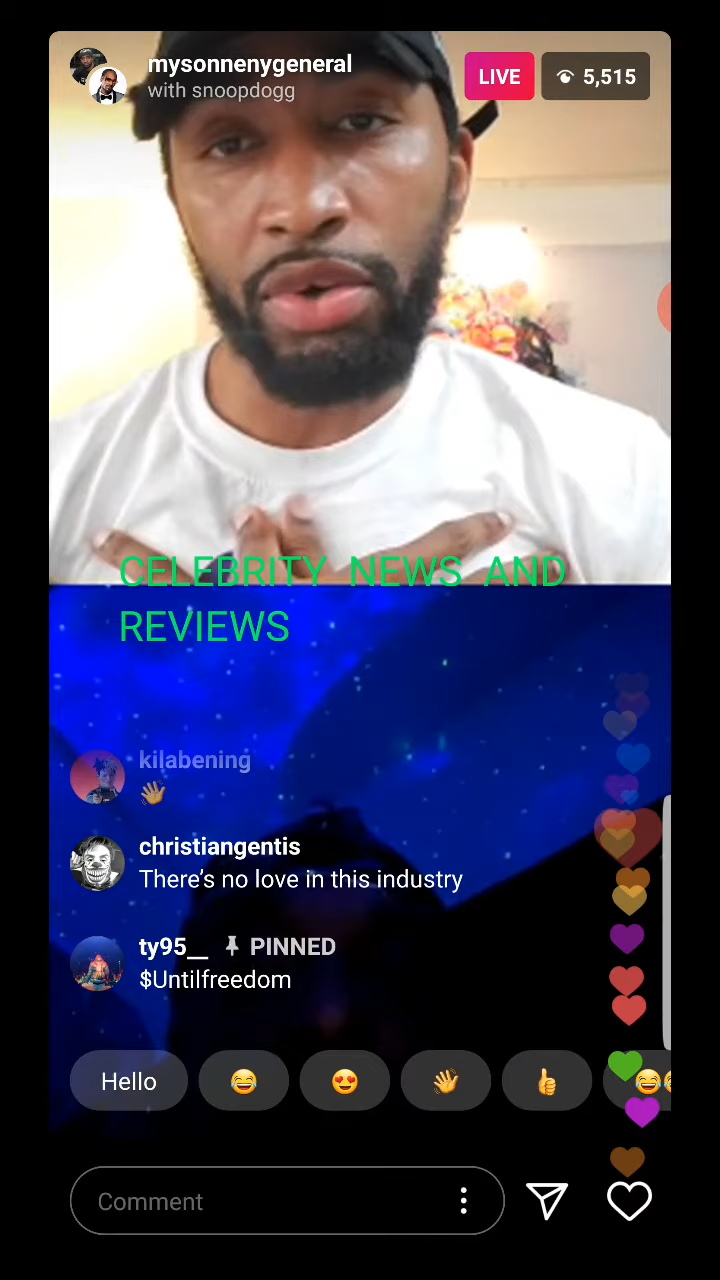 mysonnenygeneral
with snoopdogg
LIVE
5,515
CELEBRITY NEWS AND
REVIEWS
kilabening
👋🏽
christiangentis
There's no love in this industry
ty95__ PINNED
$Untilfreedom
Hello 😂 😍 👋🏽 👍 😂
Comment